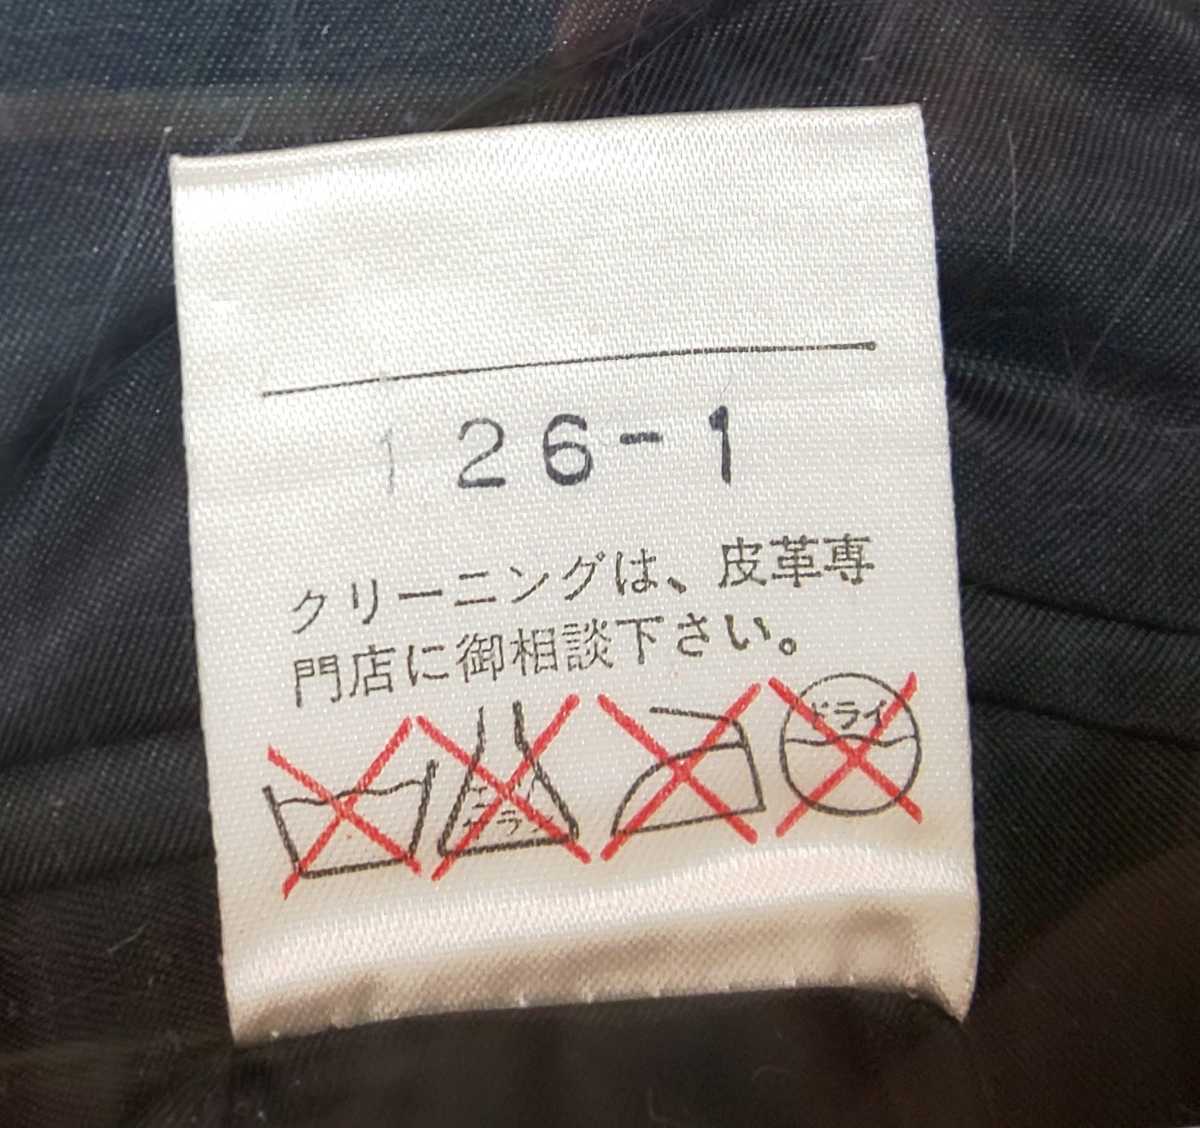 126-1
クリーニングは、皮革専
門店に御相談下さい。
ドライ